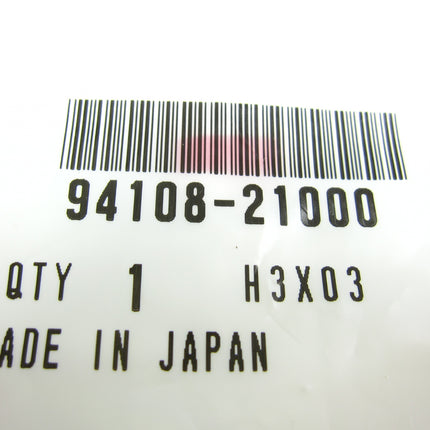 94108-21000
QTY 1 H3X03
ADE IN JAPAN